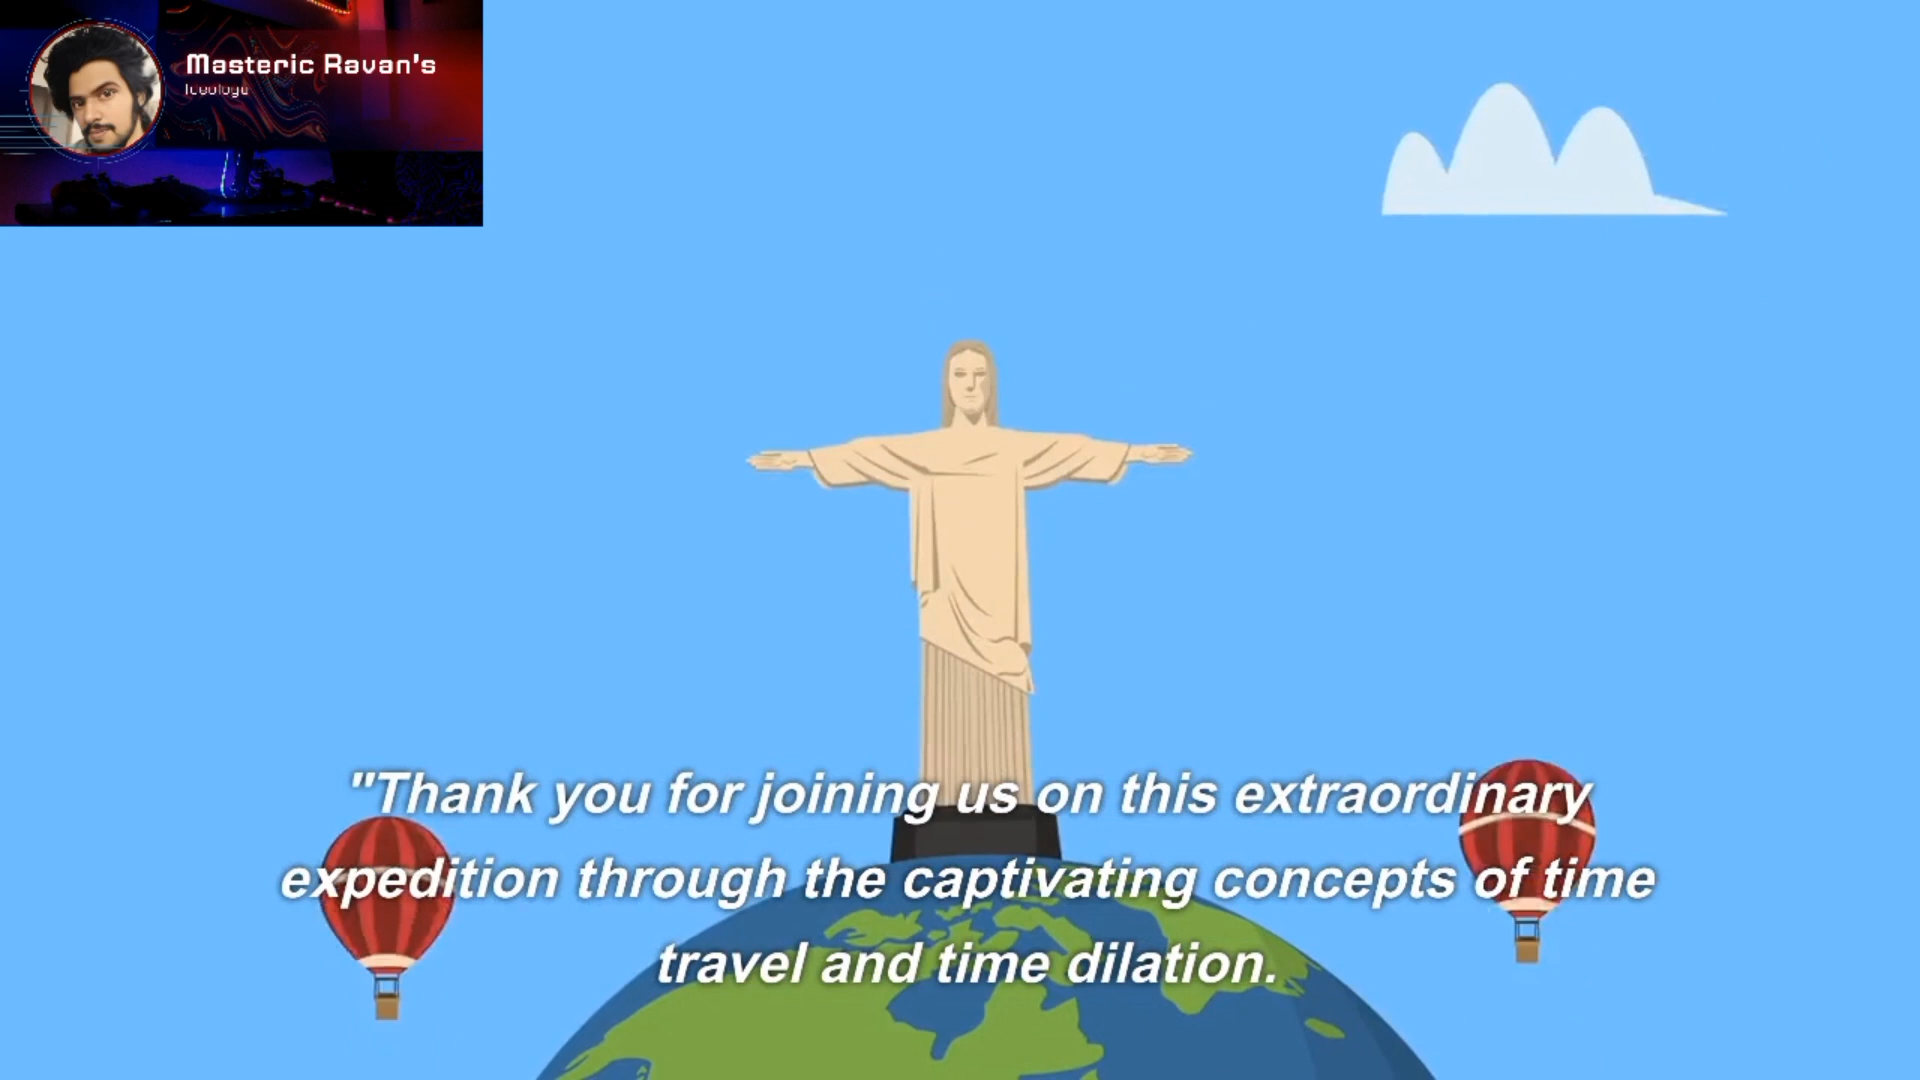 Masteric Ravan's
"Thank you for joining us on this extraordinary
expedition through the captivating concepts of time
travel and time dilation.